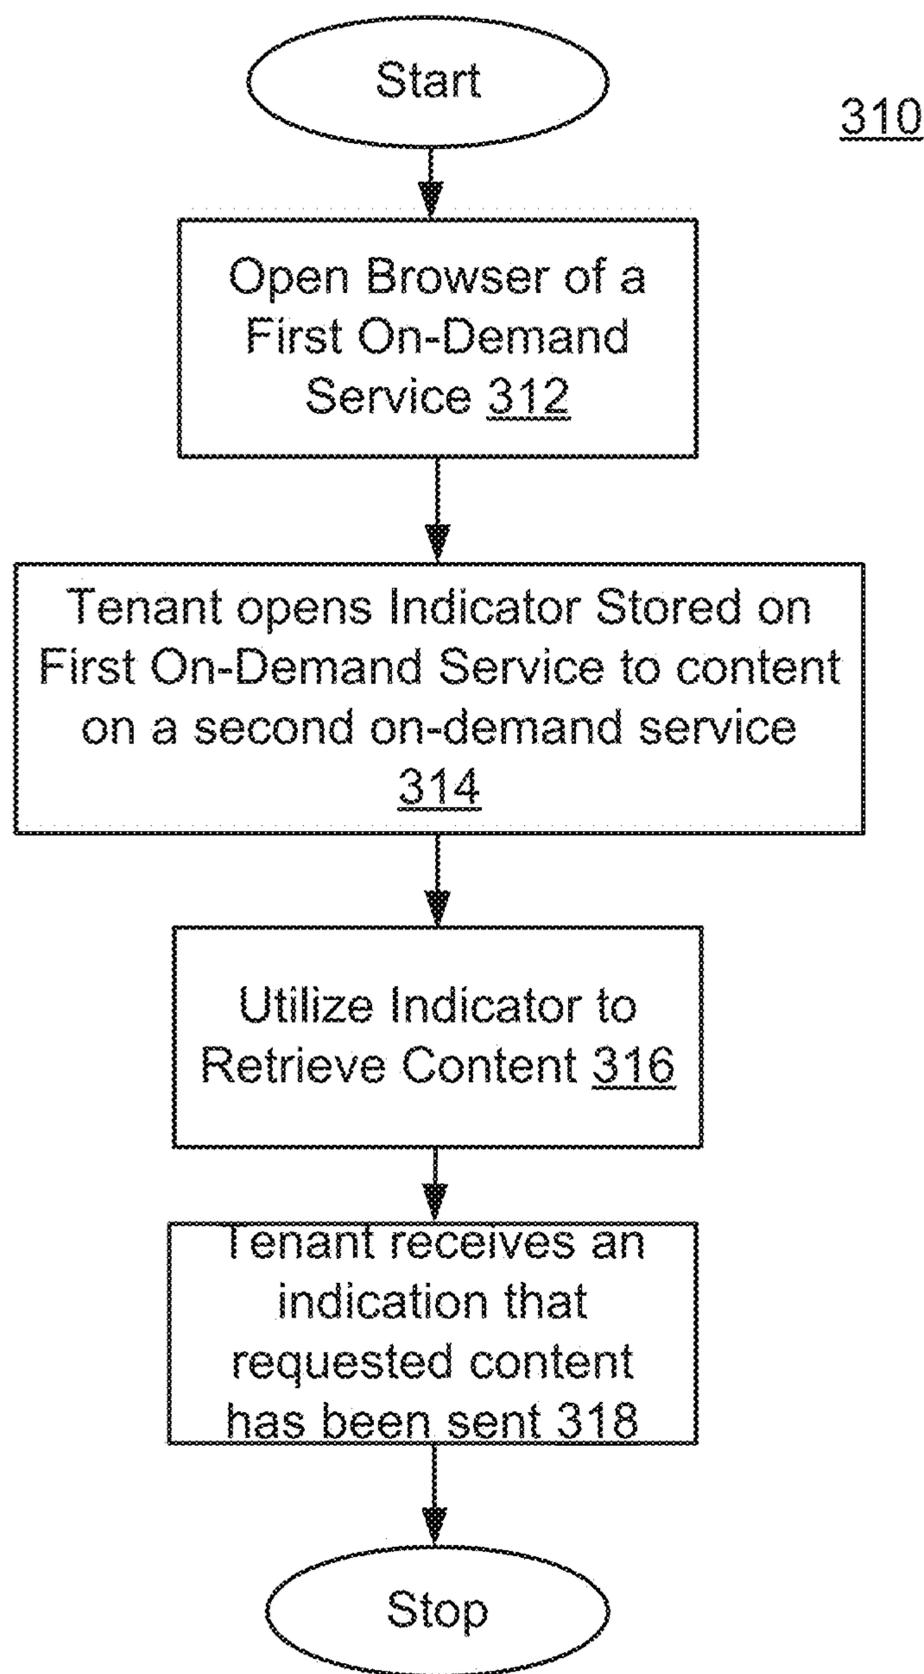 Start
310
Open Browser of a
First On-Demand
Service 312
Tenant opens Indicator Stored on
First On-Demand Service to content
on a second on-demand service
314
Utilize Indicator to
Retrieve Content 316
Tenant receives an
indication that
requested content
has been sent 318
Stop